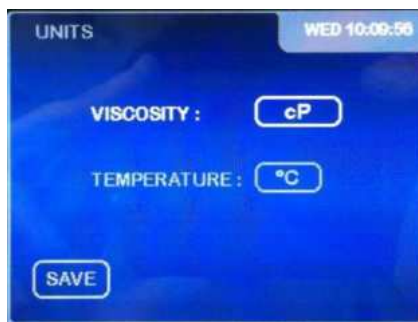 UNITS
WED 10:09:56
VISCOSITY : cP
TEMPERATURE : °C
SAVE